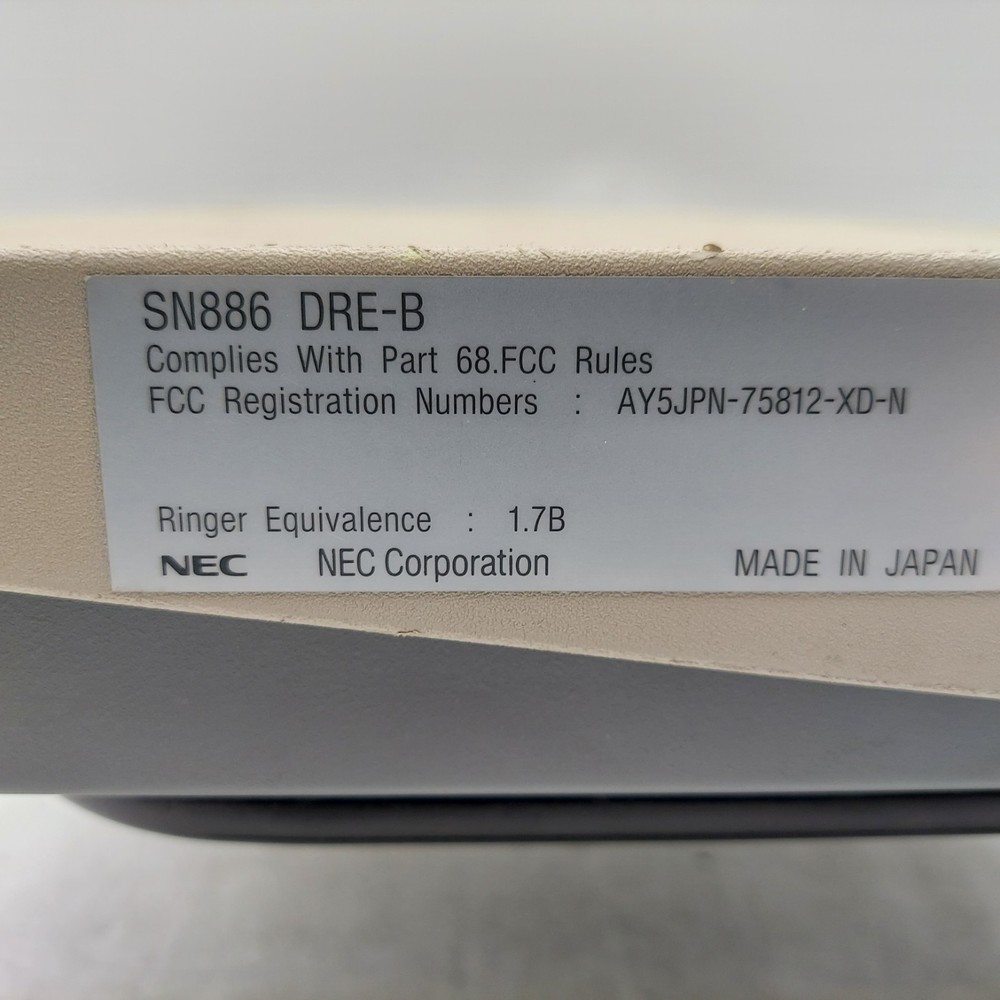 SN886 DRE-B
Complies With Part 68.FCC Rules
FCC Registration Numbers : AY5JPN-75812-XD-N
Ringer Equivalence : 1.7B
NEC NEC Corporation MADE IN JAPAN